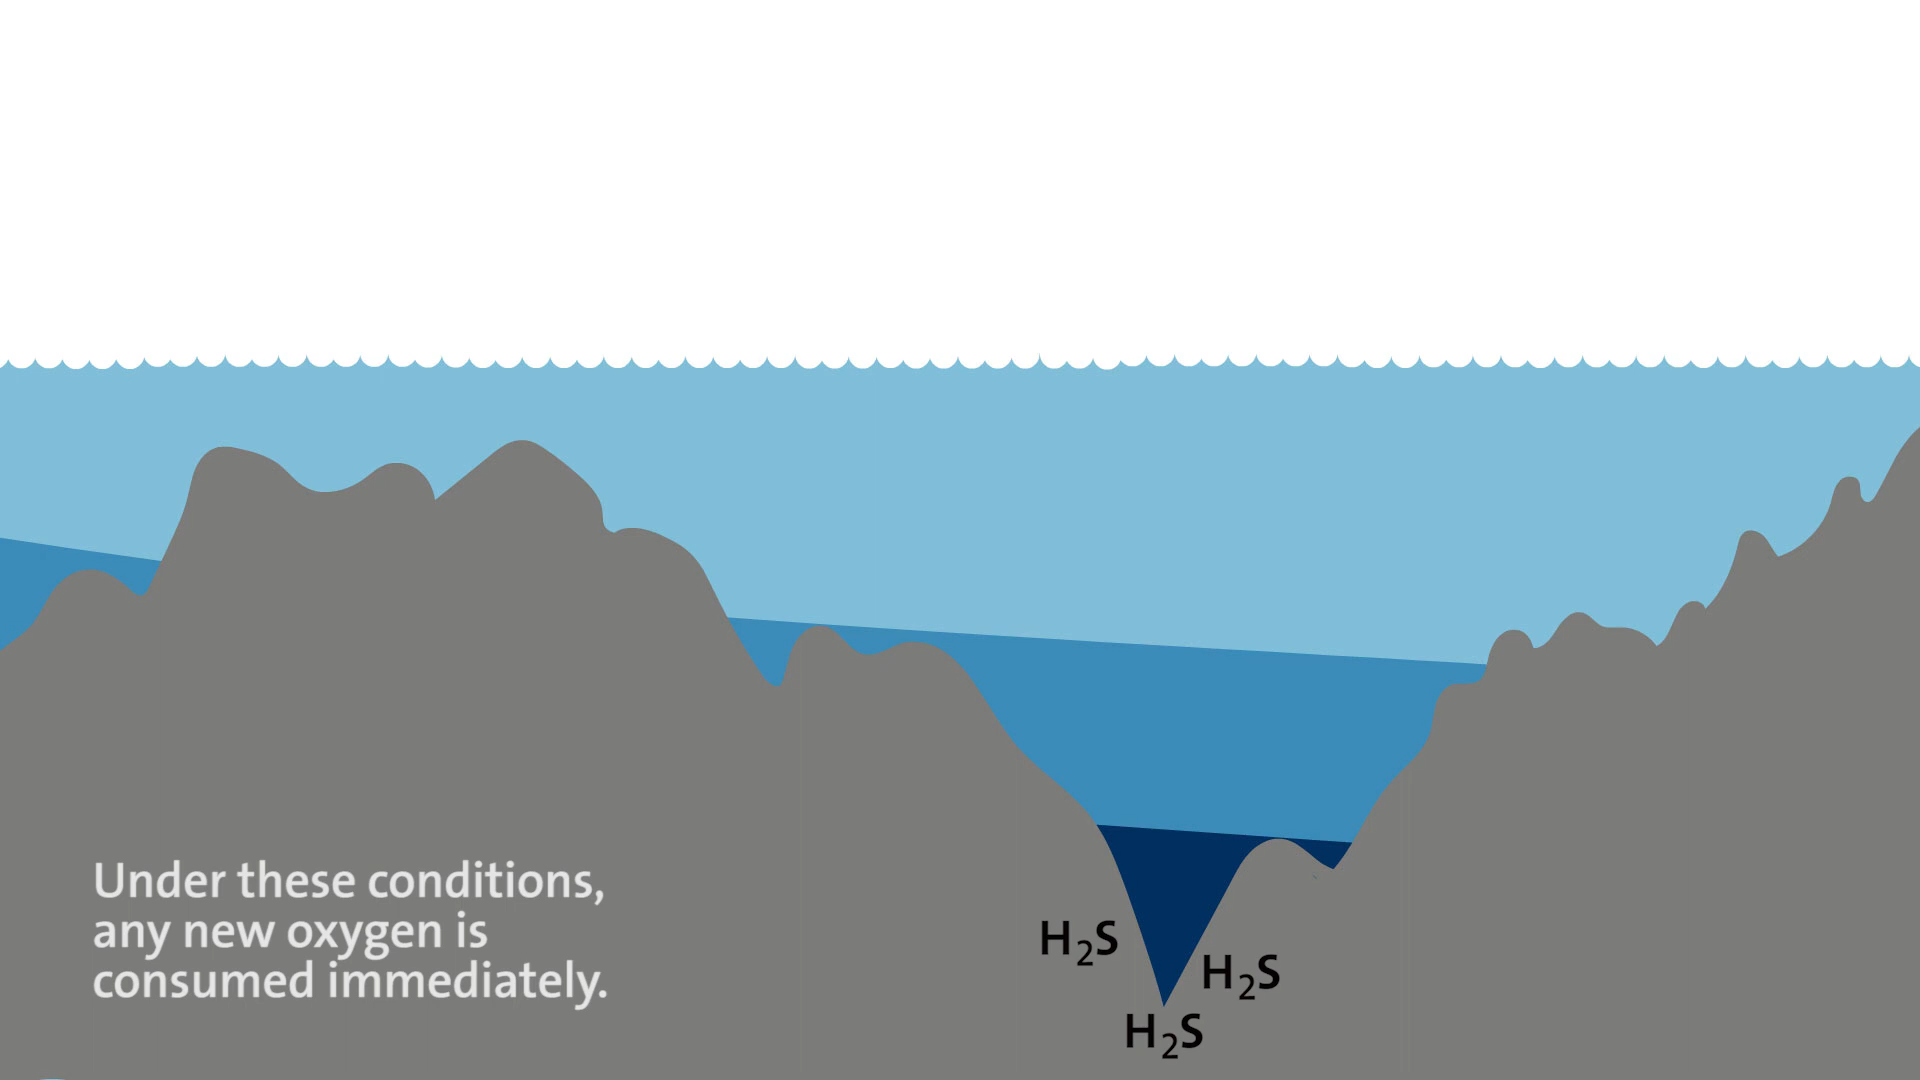 Under these conditions,
any new oxygen is
consumed immediately.
H₂S
H₂S
H₂S